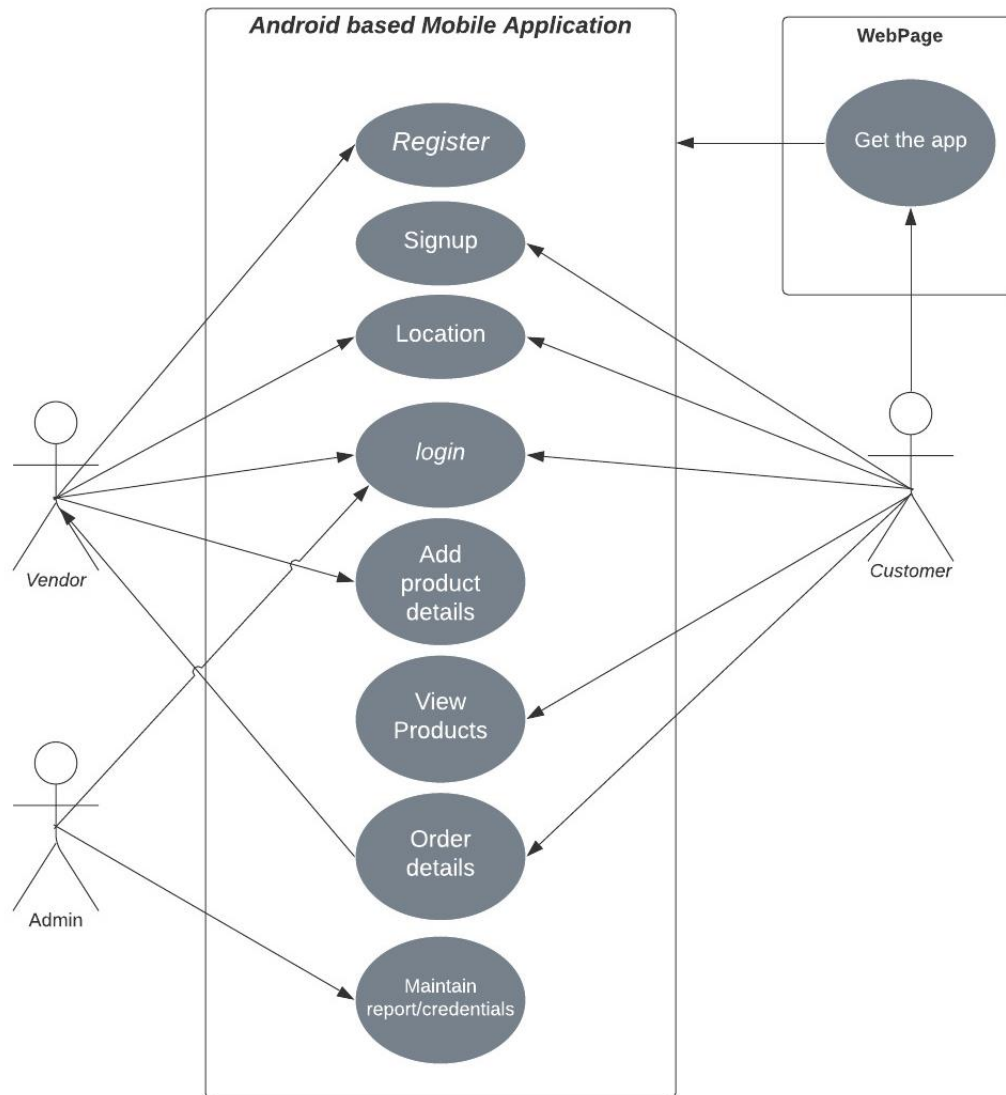 Android based Mobile Application
WebPage
Register
Get the app
Signup
Location
login
Vendor
Customer
Add
product
details
View
Products
Order
details
Admin
Maintain
report/credentials